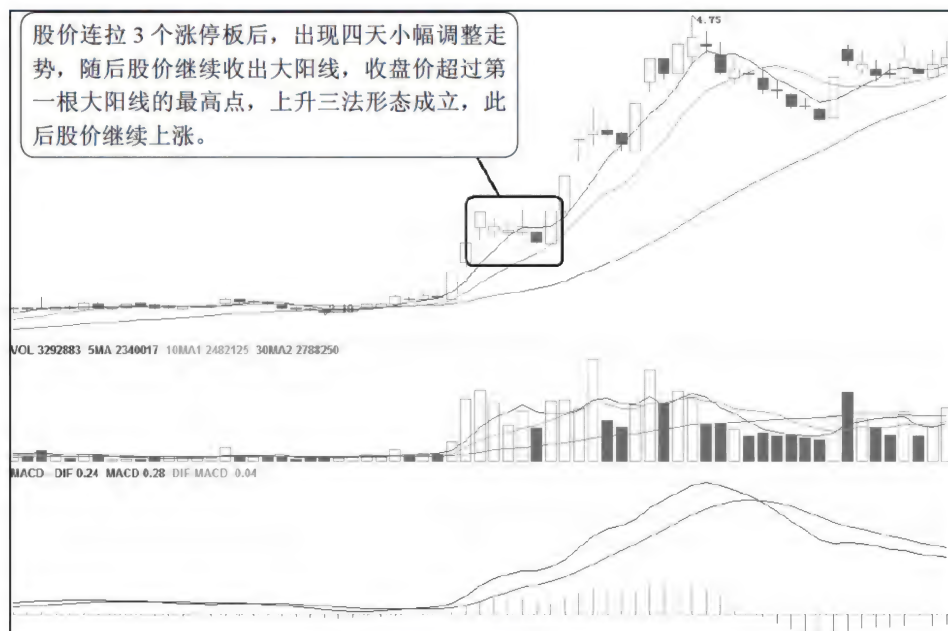 股价连拉 3 个涨停板后，出现四天小幅调整走
势，随后股价继续收出大阳线，收盘价超过第
一根大阳线的最高点，上升三法形态成立，此
后股价继续上涨。
4.75
VOL 3292883 5MA 2340017 10MA1 2482125 30MA2 2788250
MACD DIF 0.24 MACD 0.28 DIF-MACD -0.04